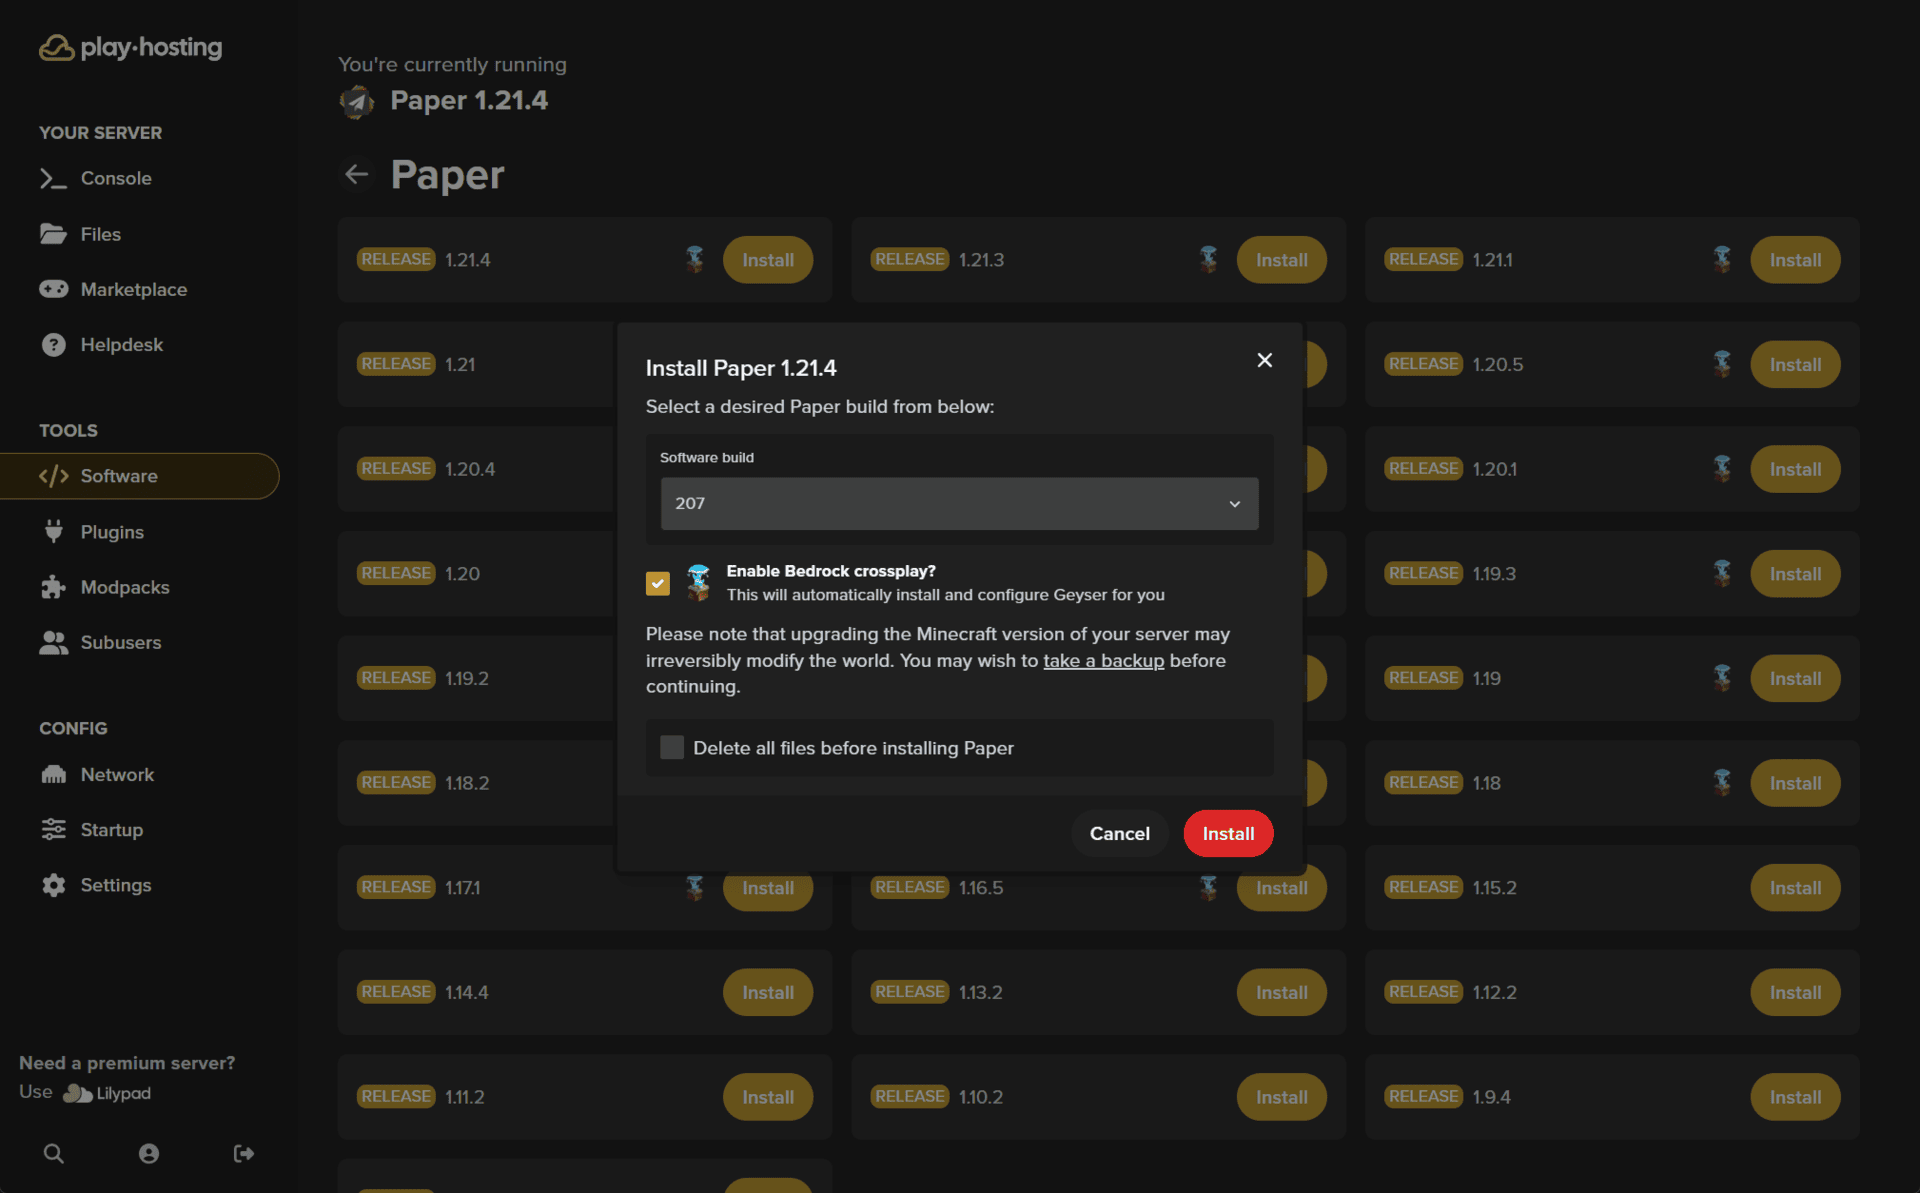 play·hosting
YOUR SERVER
Console
Files
Marketplace
Helpdesk
TOOLS
Software
Plugins
Modpacks
Subusers
CONFIG
Network
Startup
Settings
Need a premium server?
Use Lilypad
You're currently running
Paper 1.21.4
Paper
RELEASE 1.21.4 Install
RELEASE 1.21.3 Install
RELEASE 1.21.1 Install
RELEASE 1.21
RELEASE 1.20.5 Install
RELEASE 1.20.4
RELEASE 1.20.1 Install
RELEASE 1.20
RELEASE 1.19.3 Install
RELEASE 1.19.2
RELEASE 1.19 Install
RELEASE 1.18.2
RELEASE 1.18 Install
RELEASE 1.17.1 Install
RELEASE 1.16.5 Install
RELEASE 1.15.2 Install
RELEASE 1.14.4 Install
RELEASE 1.13.2 Install
RELEASE 1.12.2 Install
RELEASE 1.11.2 Install
RELEASE 1.10.2 Install
RELEASE 1.9.4 Install
Install Paper 1.21.4
Select a desired Paper build from below:
Software build
207
Enable Bedrock crossplay?
This will automatically install and configure Geyser for you
Please note that upgrading the Minecraft version of your server may
irreversibly modify the world. You may wish to take a backup before
continuing.
Delete all files before installing Paper
Cancel
Install